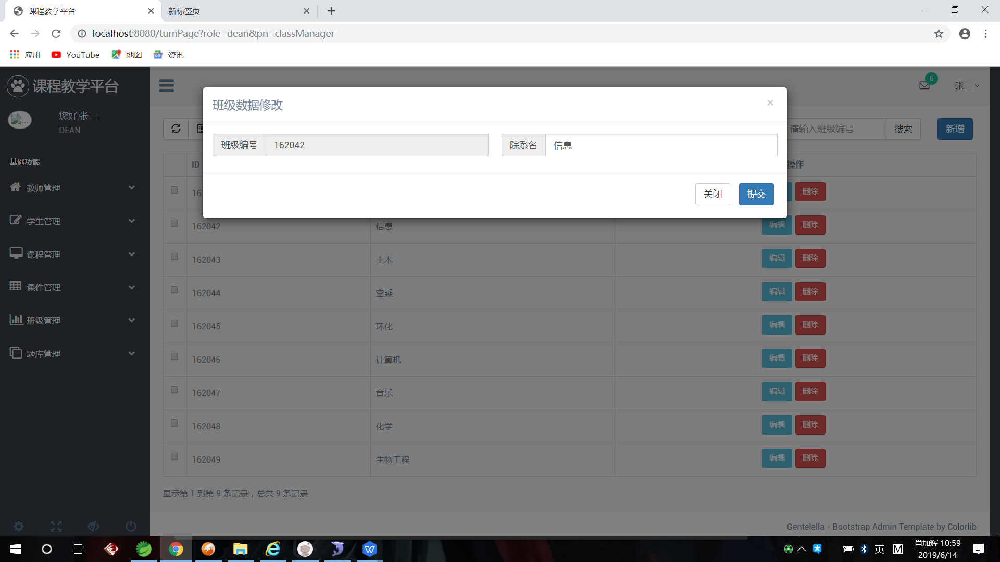 课程教学平台
新标签页
localhost:8080/turnPage?role=dean&pn=classManager
应用
YouTube
地图
资讯
课程教学平台
6
张二
您好,张二
DEAN
班级数据修改
×
请输入班级编号
搜索
新增
班级编号
162042
院系名
信息
关闭
提交
基础功能
教师管理
学生管理
课程管理
课件管理
班级管理
题库管理
ID
操作
16
删除
162042 信息 编辑 删除
162043 土木 编辑 删除
162044 空乘 编辑 删除
162045 环化 编辑 删除
162046 计算机 编辑 删除
162047 音乐 编辑 删除
162048 化学 编辑 删除
162049 生物工程 编辑 删除
显示第 1 到第 9 条记录，总共 9 条记录
Gentelella - Bootstrap Admin Template by Colorlib
英
M
肖加辉 10:59
2019/6/14